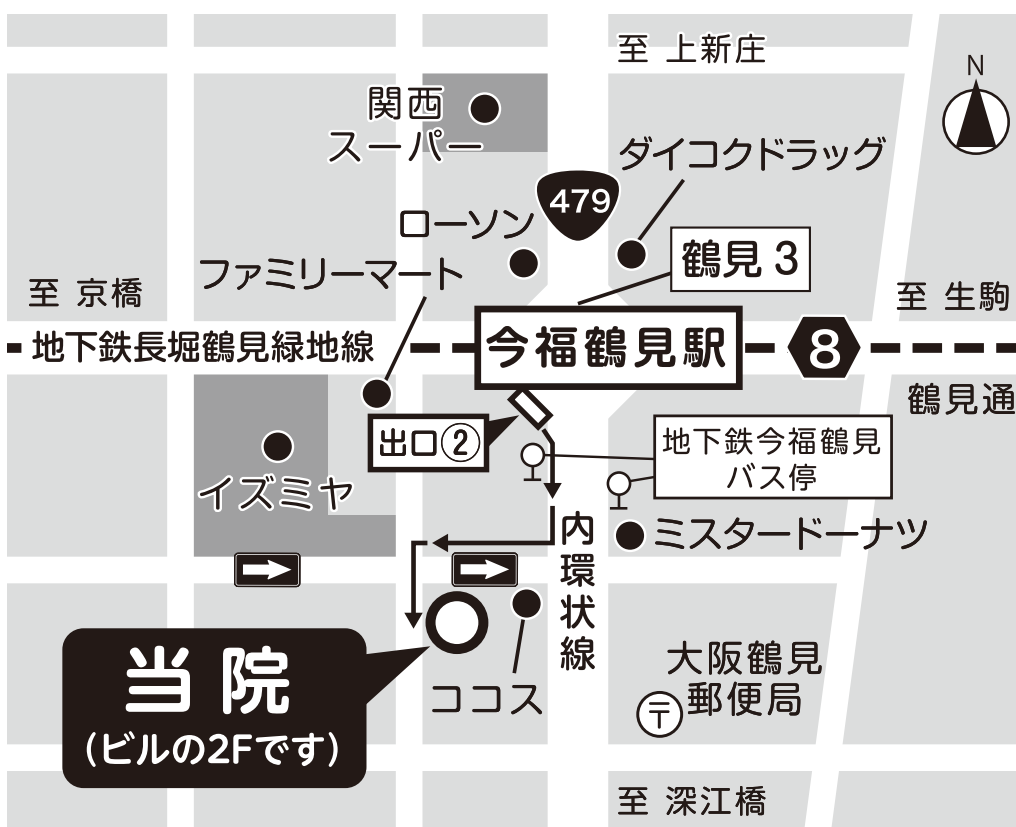 至 上新庄
N
関西
スーパー
ダイコクドラッグ
479
ローソン
鶴見 3
ファミリーマート
至 京橋
至 生駒
地下鉄長堀鶴見緑地線
今福鶴見駅
8
鶴見通
出口②
地下鉄今福鶴見
バス停
イズミヤ
ミスタードーナツ
内環状線
当院
(ビルの2Fです)
ココス
大阪鶴見
郵便局
〒
至 深江橋